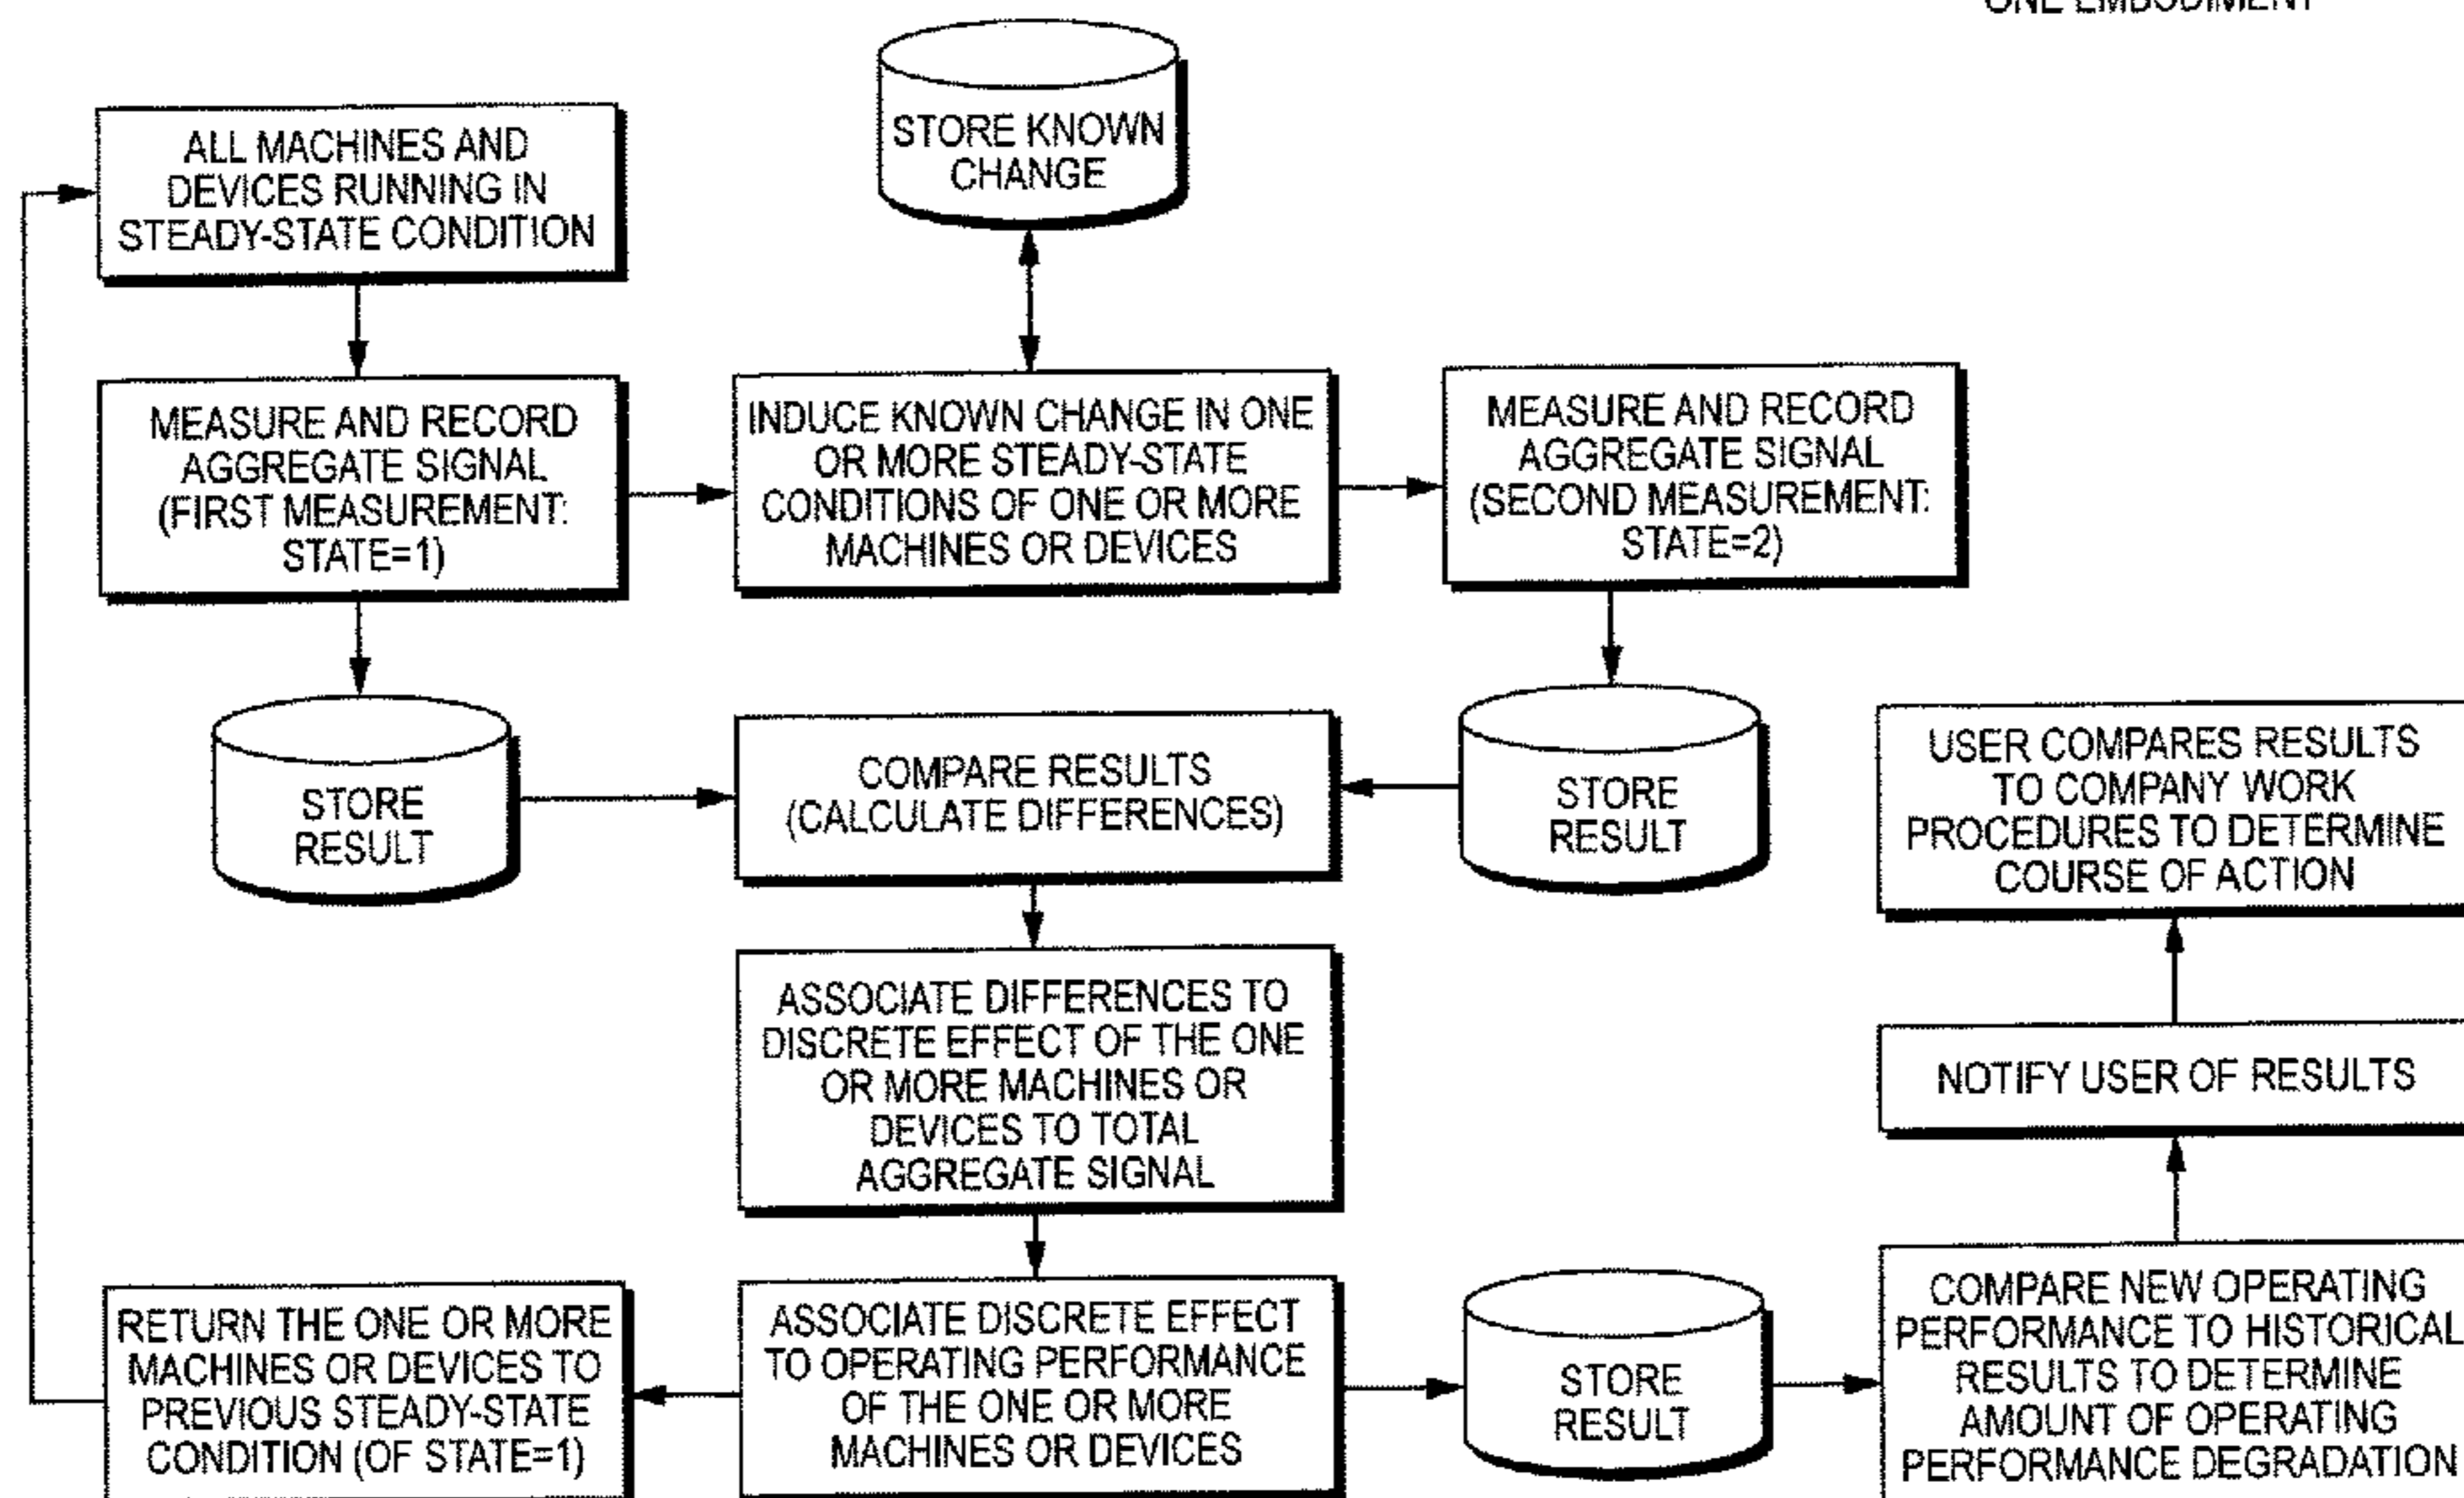 ONE EMBODIMENT
ALL MACHINES AND
DEVICES RUNNING IN
STEADY-STATE CONDITION
STORE KNOWN
CHANGE
MEASURE AND RECORD
AGGREGATE SIGNAL
(FIRST MEASUREMENT:
STATE=1)
INDUCE KNOWN CHANGE IN ONE
OR MORE STEADY-STATE
CONDITIONS OF ONE OR MORE
MACHINES OR DEVICES
MEASURE AND RECORD
AGGREGATE SIGNAL
(SECOND MEASUREMENT:
STATE=2)
STORE
RESULT
COMPARE RESULTS
(CALCULATE DIFFERENCES)
STORE
RESULT
USER COMPARES RESULTS
TO COMPANY WORK
PROCEDURES TO DETERMINE
COURSE OF ACTION
ASSOCIATE DIFFERENCES TO
DISCRETE EFFECT OF THE ONE
OR MORE MACHINES OR
DEVICES TO TOTAL
AGGREGATE SIGNAL
NOTIFY USER OF RESULTS
RETURN THE ONE OR MORE
MACHINES OR DEVICES TO
PREVIOUS STEADY-STATE
CONDITION (OF STATE=1)
ASSOCIATE DISCRETE EFFECT
TO OPERATING PERFORMANCE
OF THE ONE OR MORE
MACHINES OR DEVICES
STORE
RESULT
COMPARE NEW OPERATING
PERFORMANCE TO HISTORICAL
RESULTS TO DETERMINE
AMOUNT OF OPERATING
PERFORMANCE DEGRADATION